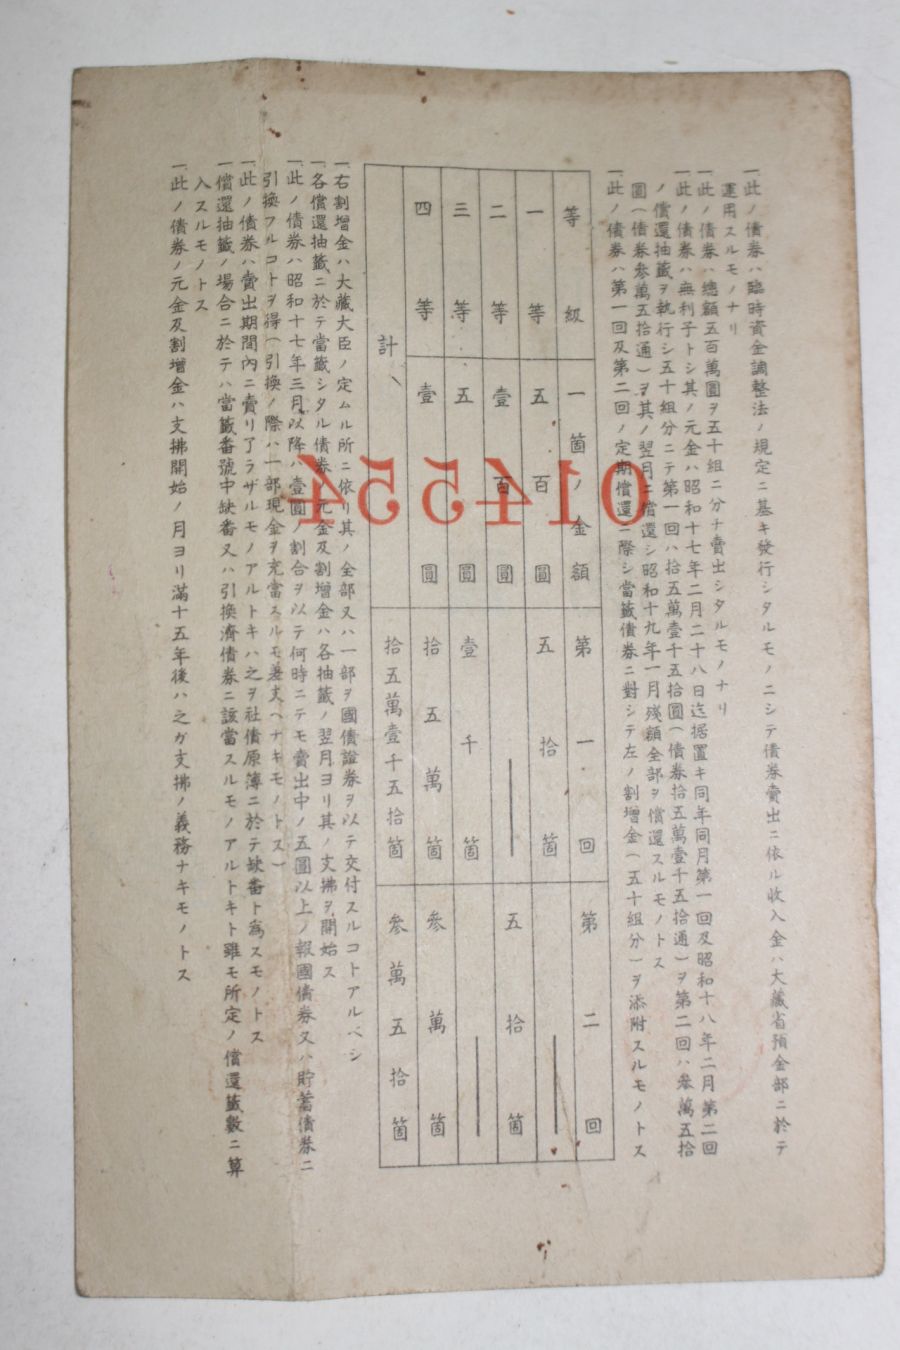 一、此ノ債券ハ臨時資金調整法ノ規定ニ基キ發行シタルモノニシテ債券賣出ニ依ル收入金ハ大藏省預金部ニ於テ
運用スルモノナリ
一、此ノ債券ハ總額五百萬圓ヲ五十組ニ分チ賣出シタルモノナリ
一、此ノ債券ハ無利子トシ其ノ元金ハ昭和十七年二月二十八日迄据置キ同年同月第一回及昭和十八年二月第二回
ノ償還抽籤ヲ執行シ五十組分ニテ第一回ハ拾五萬壹千五拾圓(債券拾五萬壹千五拾通)ヲ第二回ハ參萬五拾
圓(債券參萬五拾通)ヲ其ノ翌月ニ償還シ昭和十九年一月殘額全部ヲ償還スルモノトス
一、此ノ債券ハ第一回及第二回ノ定期償還ニ際シ當籤債券ニ對シテ左ノ割增金(五十組分)ヲ添附スルモノトス
等級 一箇ノ金額 第一回 第二回
一等 五百圓 五拾箇 ―
二等 壹百圓 ― 五拾箇
三等 五圓 壹千箇 ―
四等 壹圓 拾五萬箇 參萬箇
計 拾五萬壹千五拾箇 參萬五拾箇
一、右割增金ハ大藏大臣ノ定ムル所ニ依リ其ノ全部又ハ一部ヲ國債證券ヲ以テ交付スルコトアルベシ
一、各償還抽籤ニ於テ當籤シタル債券ノ元金及割增金ハ各抽籤ノ翌月ヨリ其ノ支拂ヲ開始ス
一、此ノ債券ハ昭和十七年三月以降ハ壹圓ノ割合ヲ以テ何時ニテモ賣出中ノ五圓以上ノ報國債券又ハ貯蓄債券ニ
引換フルコトヲ得(引換ノ際ハ一部現金ヲ充當スルモ差支ヘナキモノトス)
一、此ノ債券ハ賣出期間內ニ賣リ了ラザルモノアルトキハ之ヲ社債原簿ニ於テ缺番ト爲スモノトス
一、償還抽籤ノ場合ニ於テハ當籤番號中缺番又ハ引換濟債券ニ該當スルモノアルトキト雖モ所定ノ償還籤數ニ算
入スルモノトス
一、此ノ債券ノ元金及割增金ハ支拂開始ノ月ヨリ滿十五年後ハ之ガ支拂ノ義務ナキモノトス
0145554